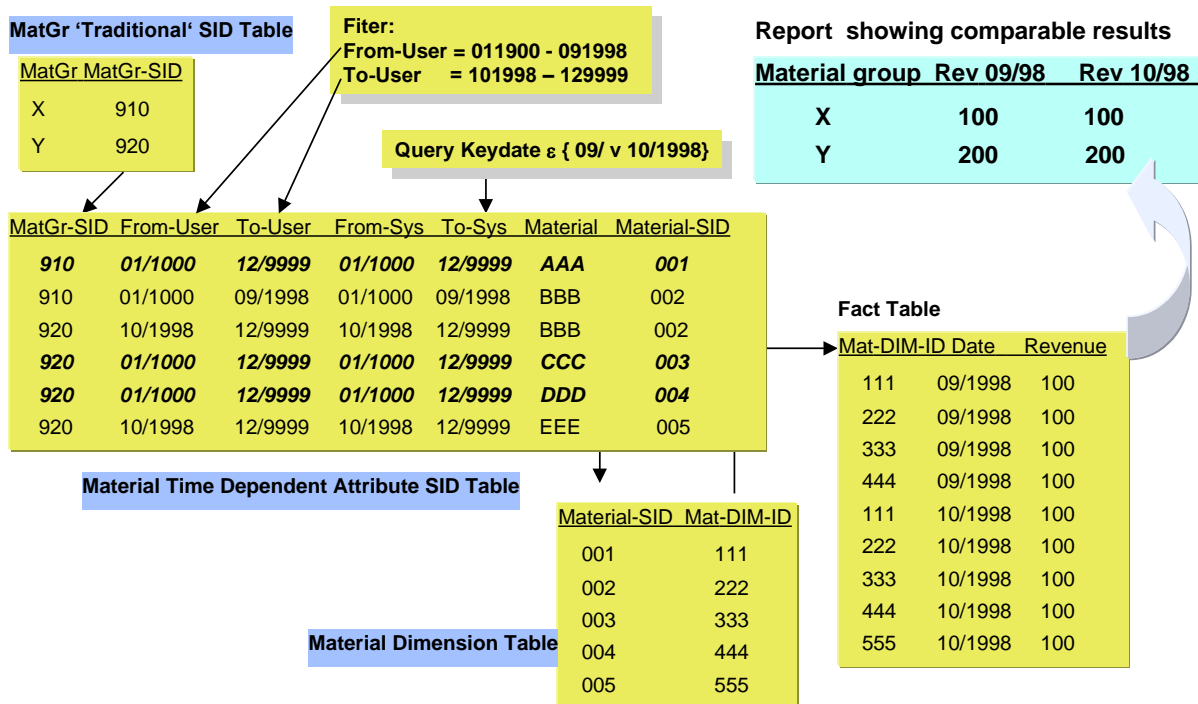 MatGr 'Traditional' SID Table
MatGr MatGr-SID
X 910
Y 920
Fiter:
From-User = 011900 - 091998
To-User = 101998 – 129999
Query Keydate ε { 09/ v 10/1998}
Report showing comparable results
Material group Rev 09/98 Rev 10/98
X 100 100
Y 200 200
MatGr-SID From-User To-User From-Sys To-Sys Material Material-SID
910 01/1000 12/9999 01/1000 12/9999 AAA 001
910 01/1000 09/1998 01/1000 09/1998 BBB 002
920 10/1998 12/9999 10/1998 12/9999 BBB 002
920 01/1000 12/9999 01/1000 12/9999 CCC 003
920 01/1000 12/9999 01/1000 12/9999 DDD 004
920 10/1998 12/9999 10/1998 12/9999 EEE 005
Material Time Dependent Attribute SID Table
Fact Table
Mat-DIM-ID Date Revenue
111 09/1998 100
222 09/1998 100
333 09/1998 100
444 09/1998 100
111 10/1998 100
222 10/1998 100
333 10/1998 100
444 10/1998 100
555 10/1998 100
Material Dimension Table
Material-SID Mat-DIM-ID
001 111
002 222
003 333
004 444
005 555